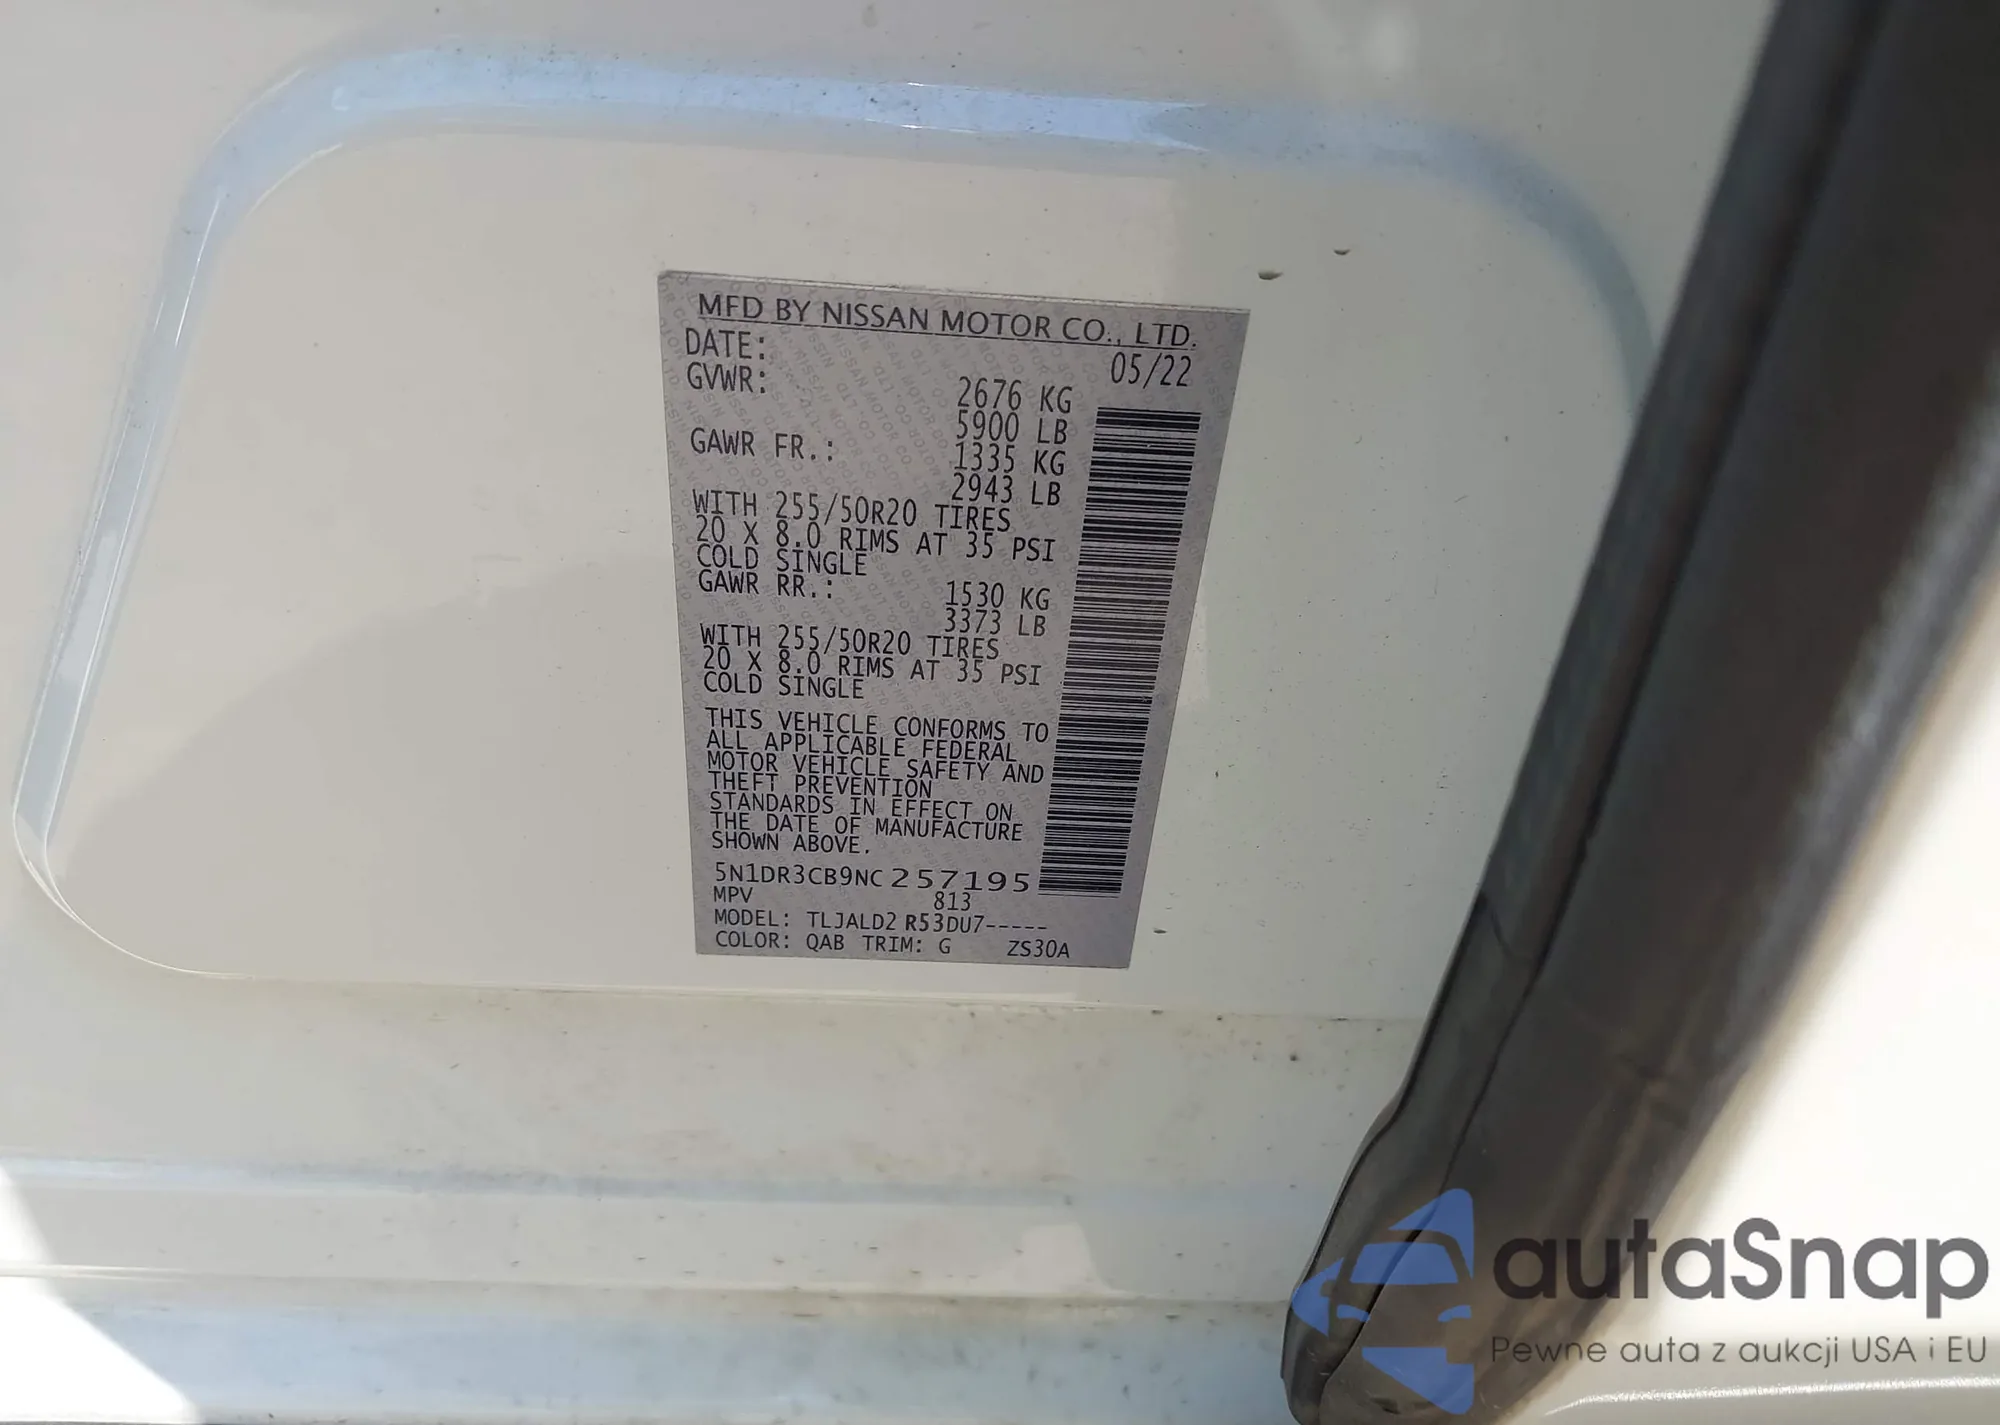 MFD BY NISSAN MOTOR CO., LTD.
DATE: 05/22
GVWR: 2676 KG
5900 LB
GAWR FR.: 1335 KG
2943 LB
WITH 255/50R20 TIRES
20 X 8.0 RIMS AT 35 PSI
COLD SINGLE
GAWR RR.: 1530 KG
3373 LB
WITH 255/50R20 TIRES
20 X 8.0 RIMS AT 35 PSI
COLD SINGLE
THIS VEHICLE CONFORMS TO
ALL APPLICABLE FEDERAL
MOTOR VEHICLE SAFETY AND
THEFT PREVENTION
STANDARDS IN EFFECT ON
THE DATE OF MANUFACTURE
SHOWN ABOVE.
5N1DR3CB9NC257195
MPV 813
MODEL: TLJALD2 R53DU7-----
COLOR: QAB TRIM: G ZS30A
autaSnap
Pewne auta z aukcji USA i EU